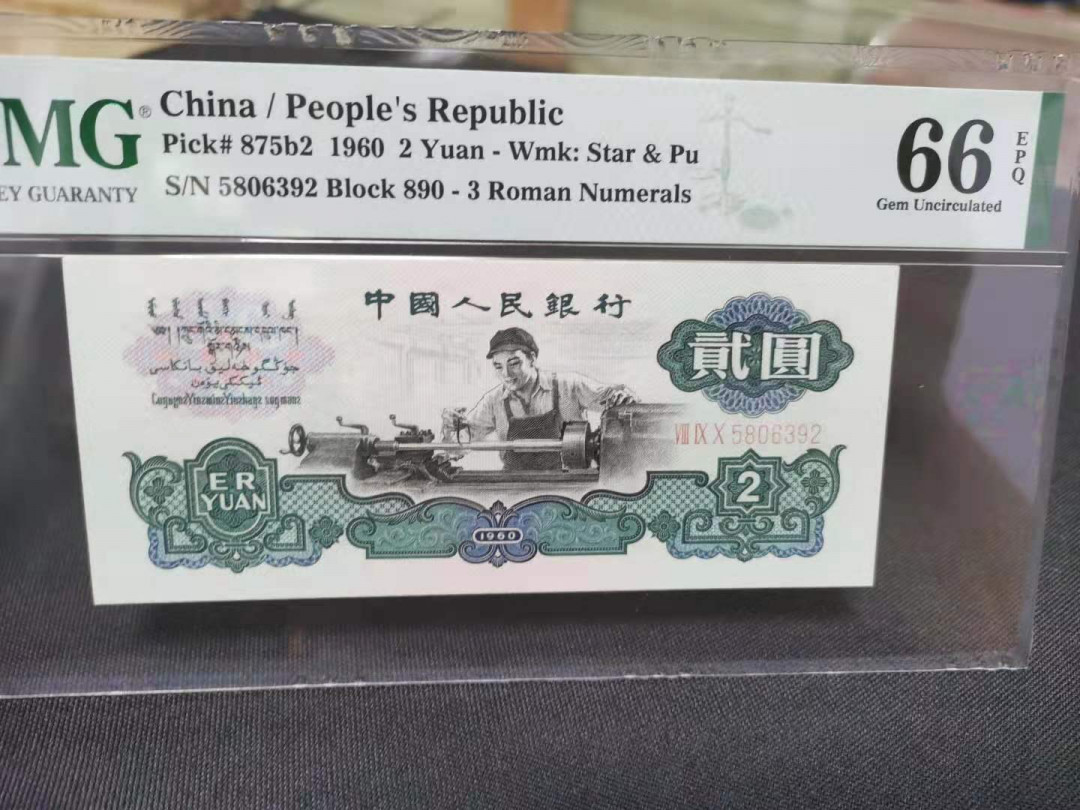 MG®
EY GUARANTY
China / People's Republic
Pick# 875b2 1960 2 Yuan - Wmk: Star & Pu
S/N 5806392 Block 890 - 3 Roman Numerals
66
EPQ
Gem Uncirculated
中國人民銀行
貳圓
VIII IX X 5806392
ER
YUAN
2
1960